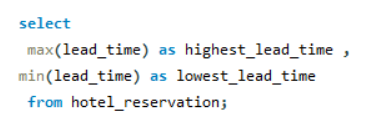 select
max(lead_time) as highest_lead_time ,
min(lead_time) as lowest_lead_time
from hotel_reservation;